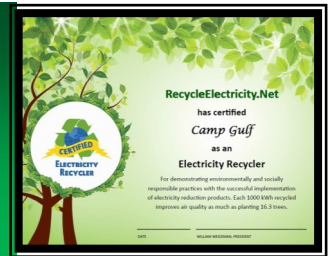 RecycleElectricity.Net
has certified
Camp Gulf
as an
Electricity Recycler
CERTIFIED
ELECTRICITY
RECYCLER
For demonstrating environmentally and socially
responsible practices with the successful implementation
of electricity reduction products. Each 1000 kWh recycled
improves air quality as much as planting 16.3 trees.
DATE
WILLIAM WEISSMAN, PRESIDENT